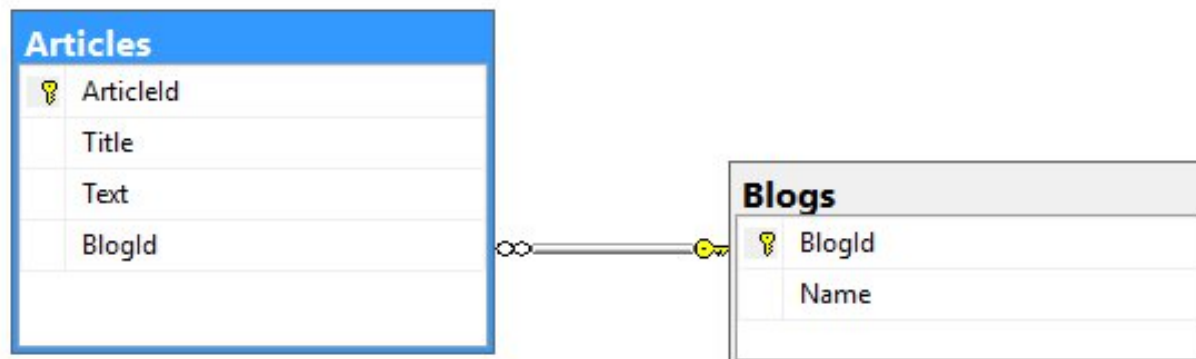 Articles
ArticleId
Title
Text
BlogId
Blogs
BlogId
Name